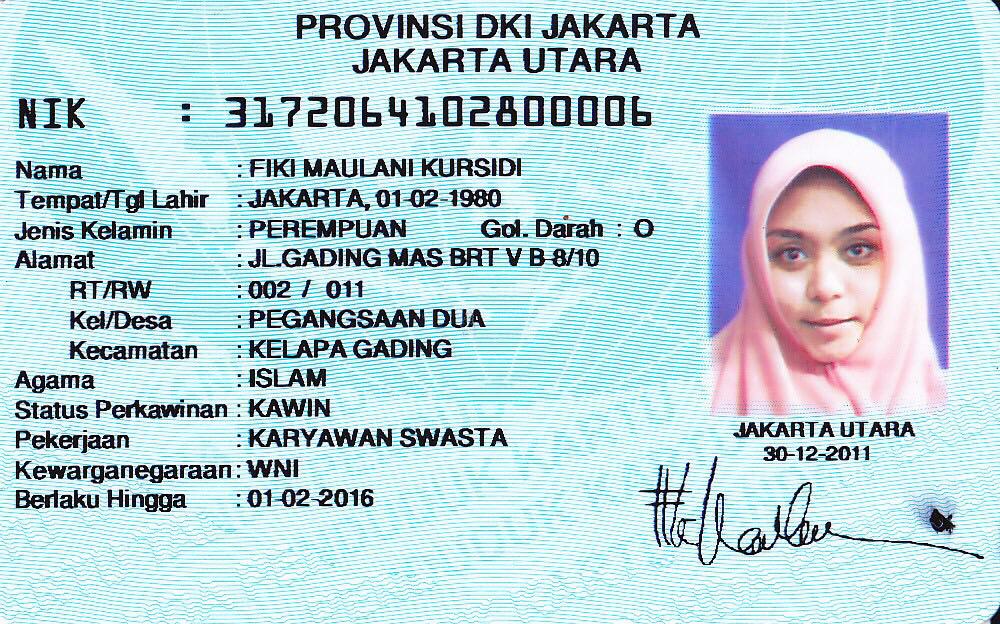 PROVINSI DKI JAKARTA
JAKARTA UTARA
NIK : 3172064102800006
Nama : FIKI MAULANI KURSIDI
Tempat/Tgl Lahir : JAKARTA, 01-02-1980
Jenis Kelamin : PEREMPUAN Gol. Darah : O
Alamat : JL.GADING MAS BRT V B 8/10
RT/RW : 002 / 011
Kel/Desa : PEGANGSAAN DUA
Kecamatan : KELAPA GADING
Agama : ISLAM
Status Perkawinan : KAWIN
Pekerjaan : KARYAWAN SWASTA
Kewarganegaraan: WNI
Berlaku Hingga : 01-02-2016
JAKARTA UTARA
30-12-2011